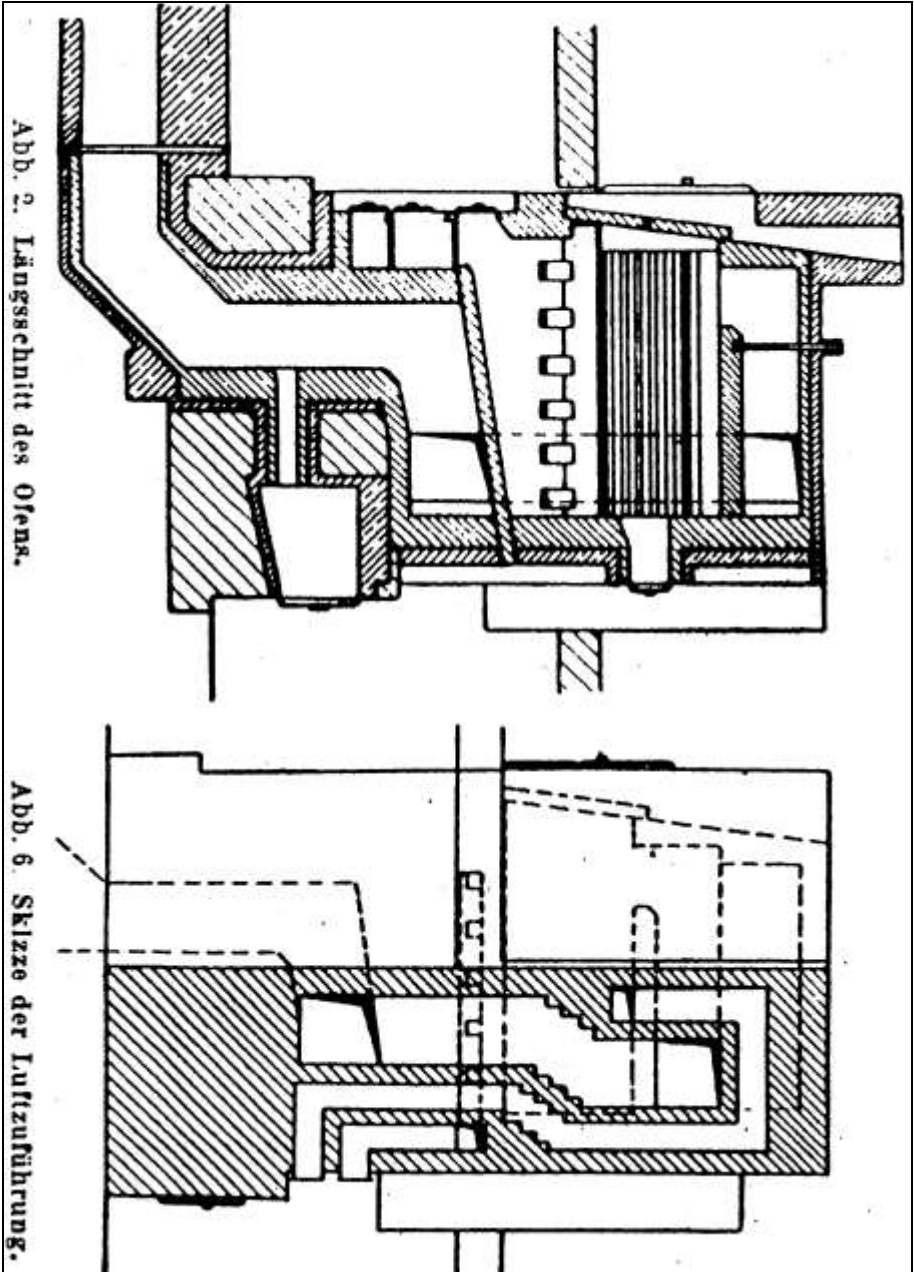 Abb. 2. Längsschnitt des Ofens.
Abb. 6. Skizze der Luftzuführung.